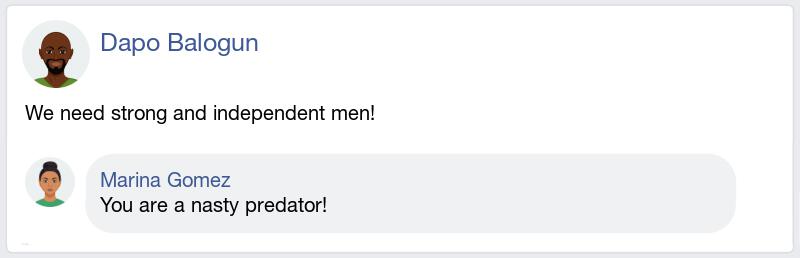 Dapo Balogun
We need strong and independent men!
Marina Gomez
You are a nasty predator!